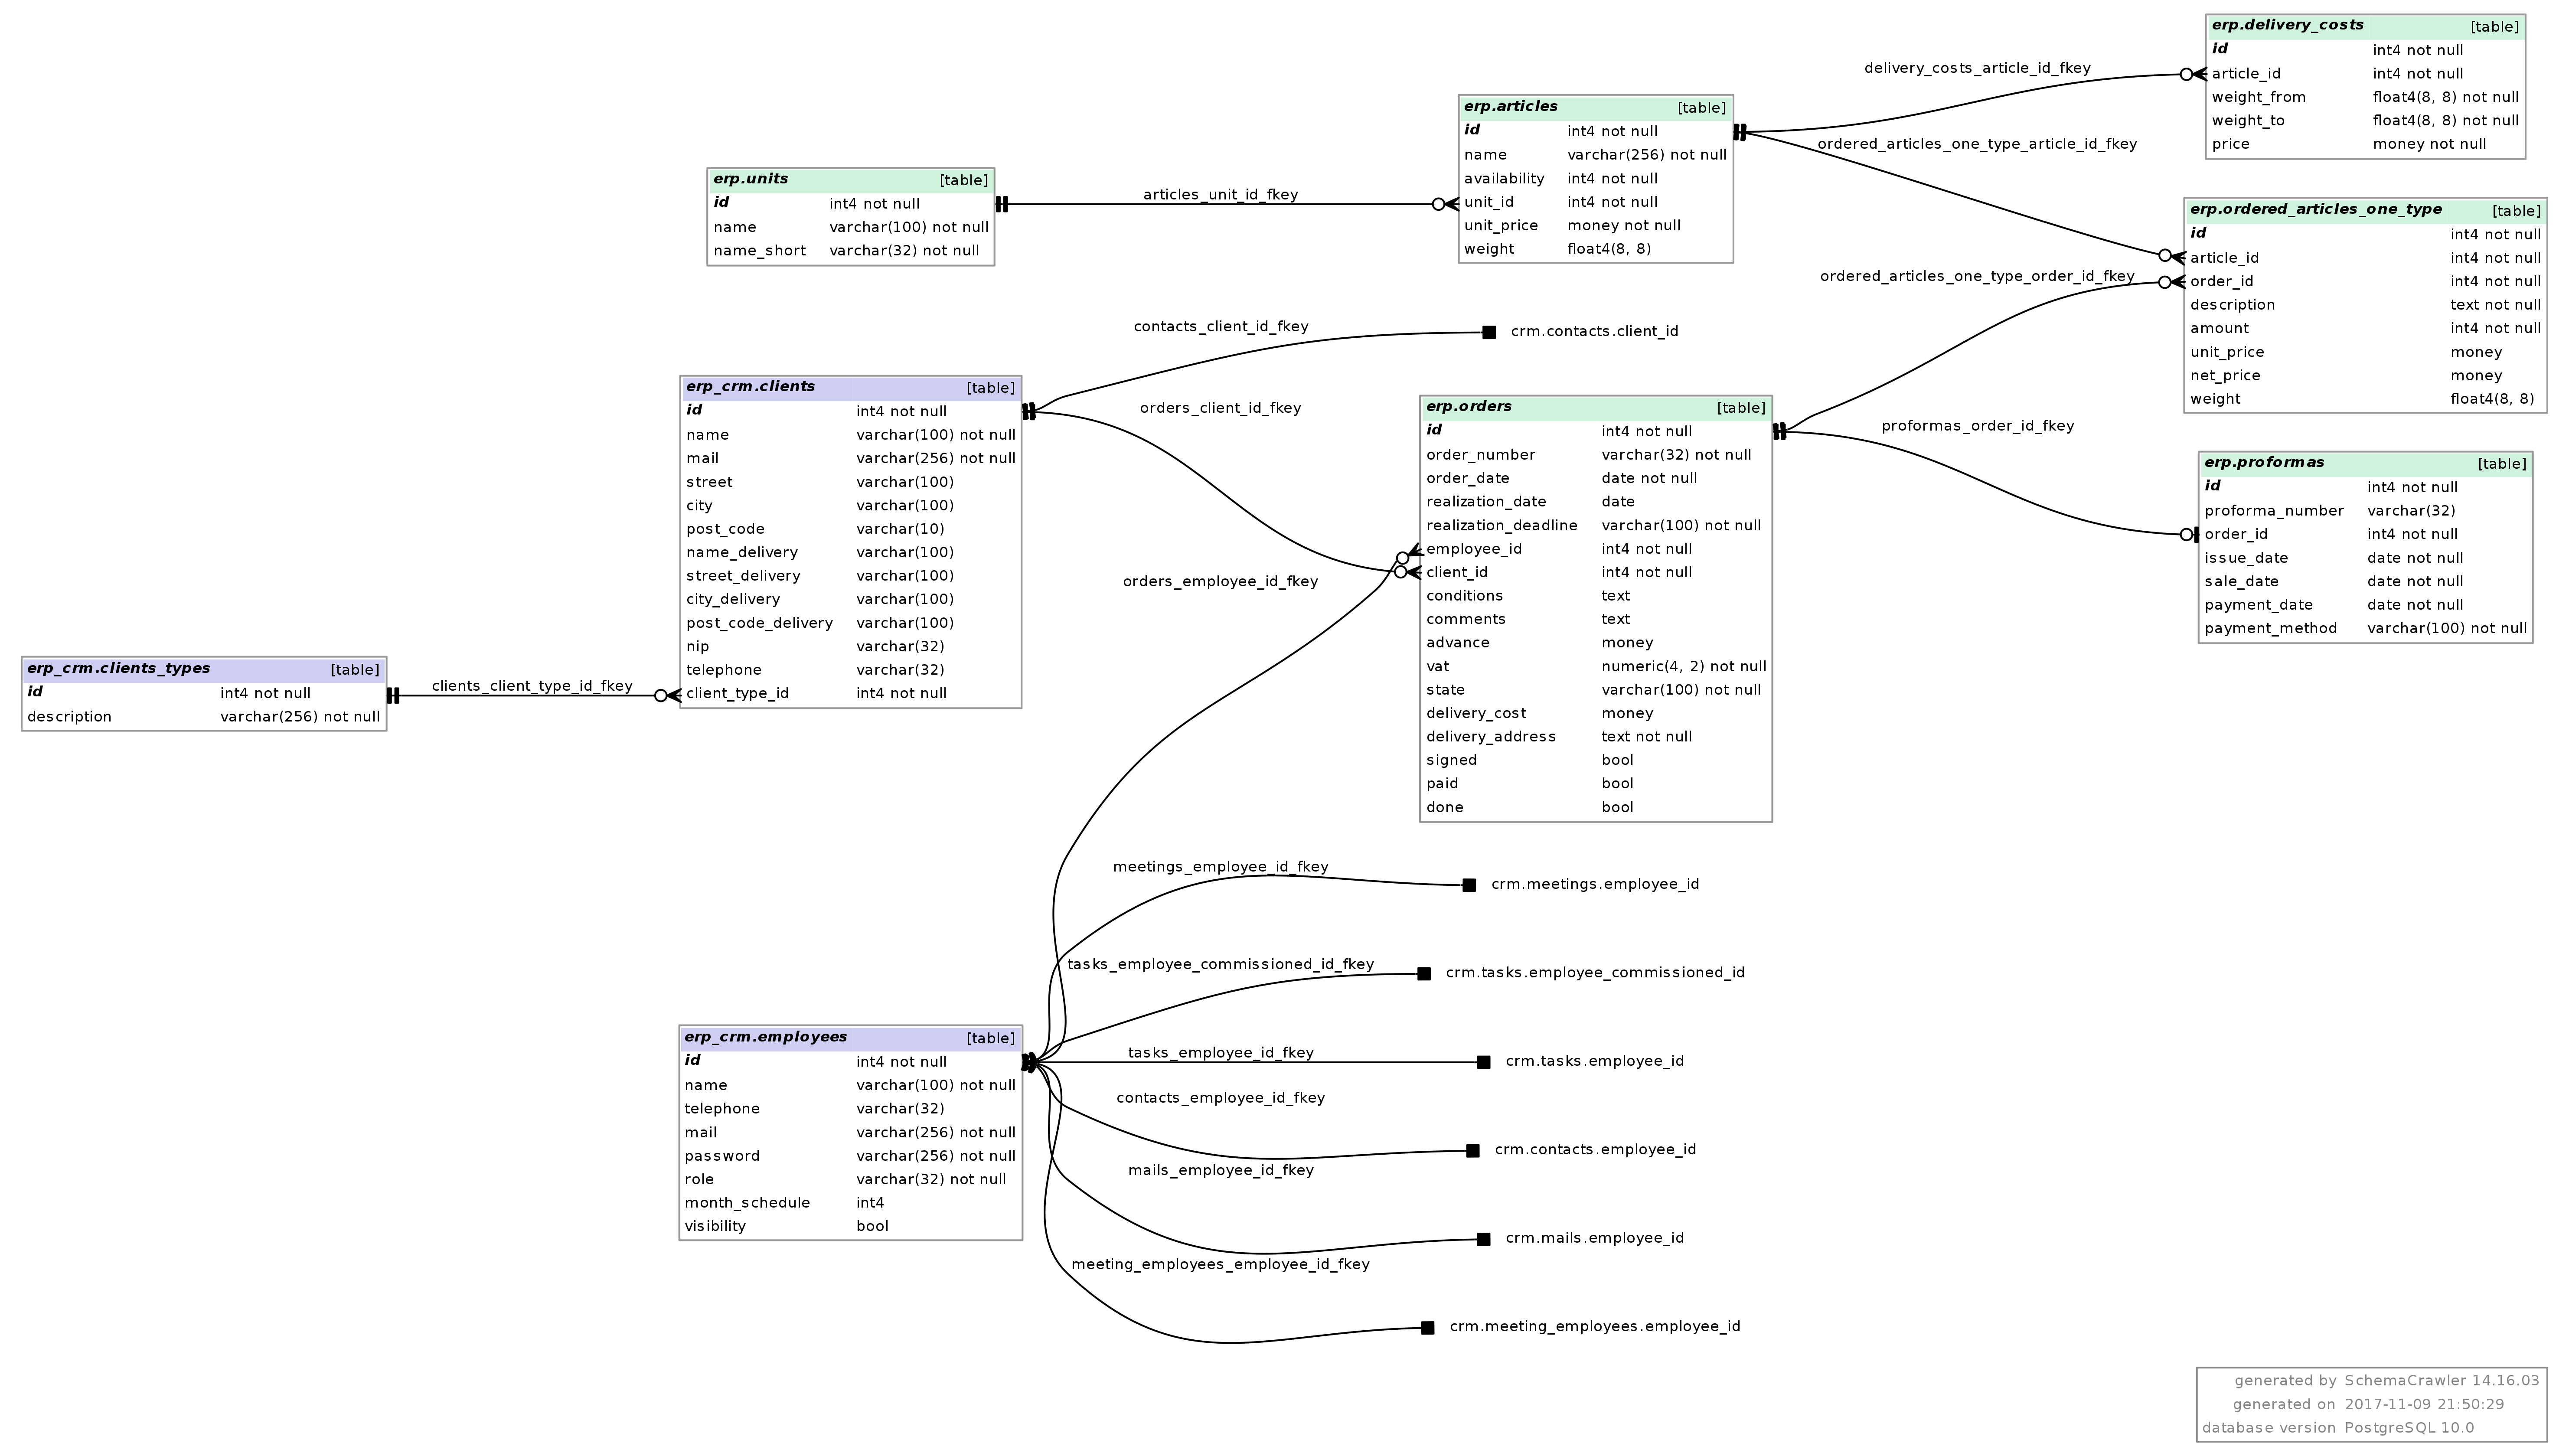 erp.delivery_costs [table]
id int4 not null
article_id int4 not null
weight_from float4(8, 8) not null
weight_to float4(8, 8) not null
price money not null
delivery_costs_article_id_fkey
erp.articles [table]
id int4 not null
name varchar(256) not null
availability int4 not null
unit_id int4 not null
unit_price money not null
weight float4(8, 8)
ordered_articles_one_type_article_id_fkey
erp.units [table]
id int4 not null
name varchar(100) not null
name_short varchar(32) not null
articles_unit_id_fkey
erp.ordered_articles_one_type [table]
id int4 not null
article_id int4 not null
order_id int4 not null
description text not null
amount int4 not null
unit_price money
net_price money
weight float4(8, 8)
ordered_articles_one_type_order_id_fkey
contacts_client_id_fkey
crm.contacts.client_id
erp_crm.clients [table]
id int4 not null
name varchar(100) not null
mail varchar(256) not null
street varchar(100)
city varchar(100)
post_code varchar(10)
name_delivery varchar(100)
street_delivery varchar(100)
city_delivery varchar(100)
post_code_delivery varchar(100)
nip varchar(32)
telephone varchar(32)
client_type_id int4 not null
orders_client_id_fkey
erp.orders [table]
id int4 not null
order_number varchar(32) not null
order_date date not null
realization_date date
realization_deadline varchar(100) not null
employee_id int4 not null
client_id int4 not null
conditions text
comments text
advance money
vat numeric(4, 2) not null
state varchar(100) not null
delivery_cost money
delivery_address text not null
signed bool
paid bool
done bool
proformas_order_id_fkey
erp.proformas [table]
id int4 not null
proforma_number varchar(32)
order_id int4 not null
issue_date date not null
sale_date date not null
payment_date date not null
payment_method varchar(100) not null
orders_employee_id_fkey
erp_crm.clients_types [table]
id int4 not null
description varchar(256) not null
clients_client_type_id_fkey
meetings_employee_id_fkey
crm.meetings.employee_id
tasks_employee_commissioned_id_fkey
crm.tasks.employee_commissioned_id
erp_crm.employees [table]
id int4 not null
name varchar(100) not null
telephone varchar(32)
mail varchar(256) not null
password varchar(256) not null
role varchar(32) not null
month_schedule int4
visibility bool
tasks_employee_id_fkey
crm.tasks.employee_id
contacts_employee_id_fkey
crm.contacts.employee_id
mails_employee_id_fkey
crm.mails.employee_id
meeting_employees_employee_id_fkey
crm.meeting_employees.employee_id
generated by SchemaCrawler 14.16.03
generated on 2017-11-09 21:50:29
database version PostgreSQL 10.0